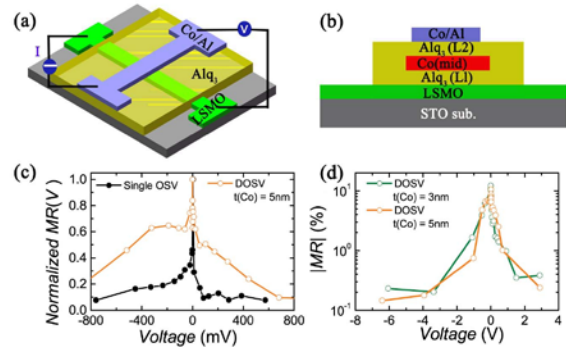 (a)
Co/Al
V
I
Alq₃
LSMO
(b)
Co/Al
Alq₃ (L2)
Co(mid)
Alq₃ (L1)
LSMO
STO sub.
(c)
Normalized MR(V)
1.0
0.8
0.6
0.4
0.2
0.0
Single OSV
DOSV
t(Co) = 5nm
-800 -400 0 400 800
Voltage (mV)
(d)
|MR| (%)
10¹
10⁰
10⁻¹
DOSV
t(Co) = 3nm
DOSV
t(Co) = 5nm
-6 -4 -2 0 2 4
Voltage (V)